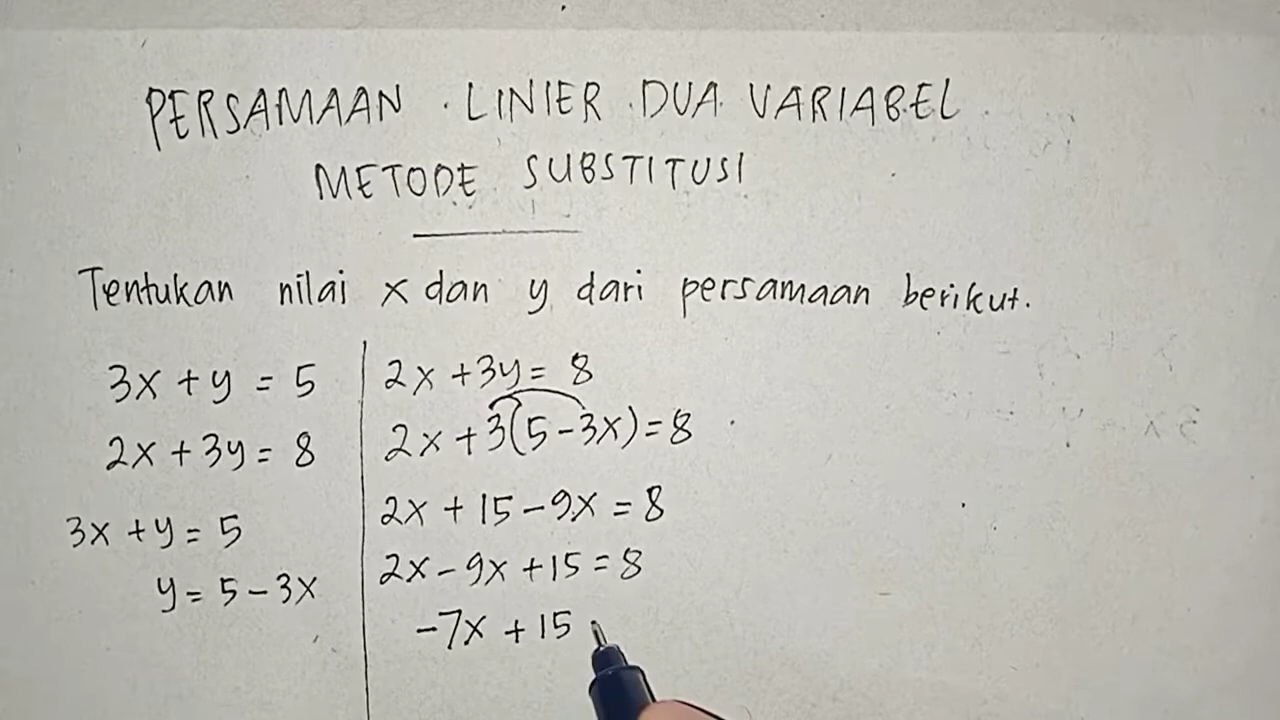 PERSAMAAN LINIER DUA VARIABEL
METODE SUBSTITUSI
Tentukan nilai x dan y dari persamaan berikut.
3x + y = 5
2x + 3y = 8
3x + y = 5
y = 5 - 3x
2x + 3y = 8
2x + 3(5 - 3x) = 8
2x + 15 - 9x = 8
2x - 9x + 15 = 8
-7x + 15